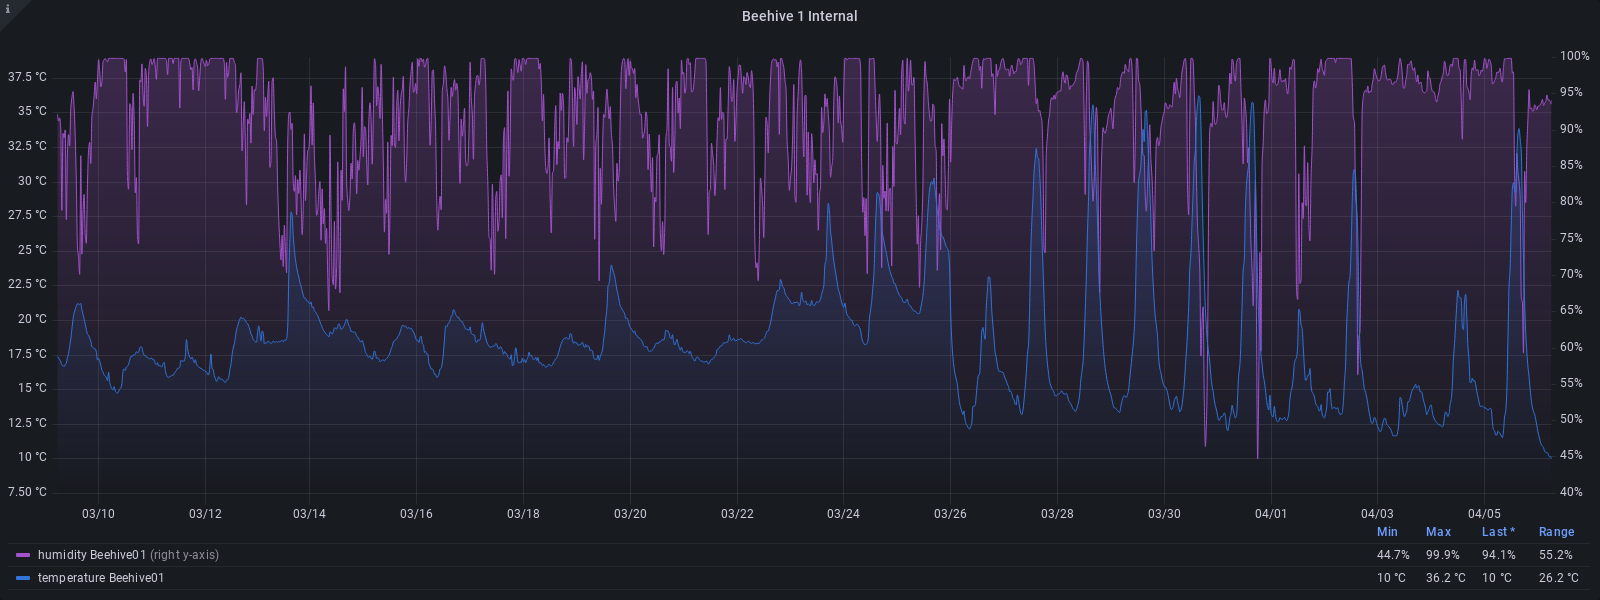 i
Beehive 1 Internal
37.5 °C
35 °C
32.5 °C
30 °C
27.5 °C
25 °C
22.5 °C
20 °C
17.5 °C
15 °C
12.5 °C
10 °C
7.50 °C
100%
95%
90%
85%
80%
75%
70%
65%
60%
55%
50%
45%
40%
03/10 03/12 03/14 03/16 03/18 03/20 03/22 03/24 03/26 03/28 03/30 04/01 04/03 04/05
Min Max Last * Range
humidity Beehive01 (right y-axis) 44.7% 99.9% 94.1% 55.2%
temperature Beehive01 10 °C 36.2 °C 10 °C 26.2 °C